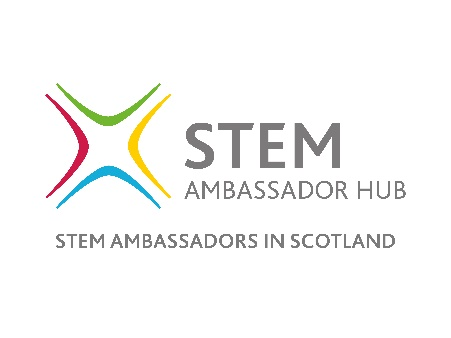 STEM
AMBASSADOR HUB
STEM AMBASSADORS IN SCOTLAND